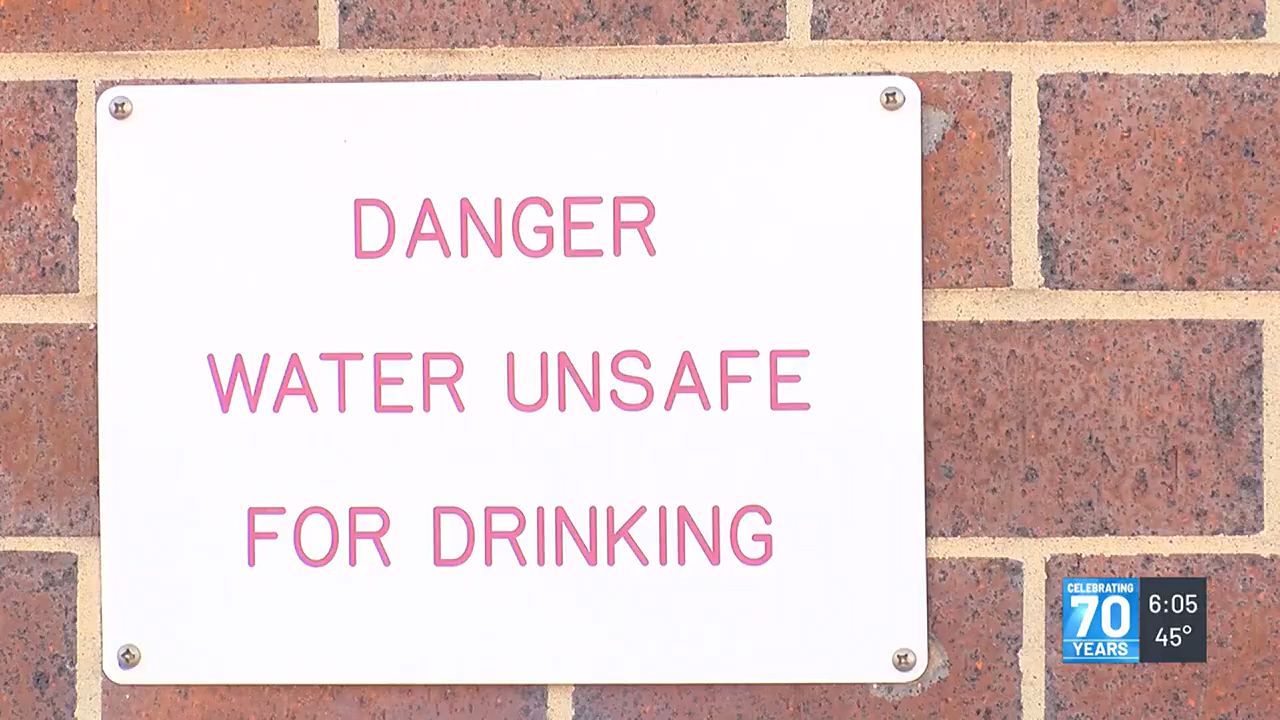 DANGER
WATER UNSAFE
FOR DRINKING
CELEBRATING
70
YEARS
6:05
45°